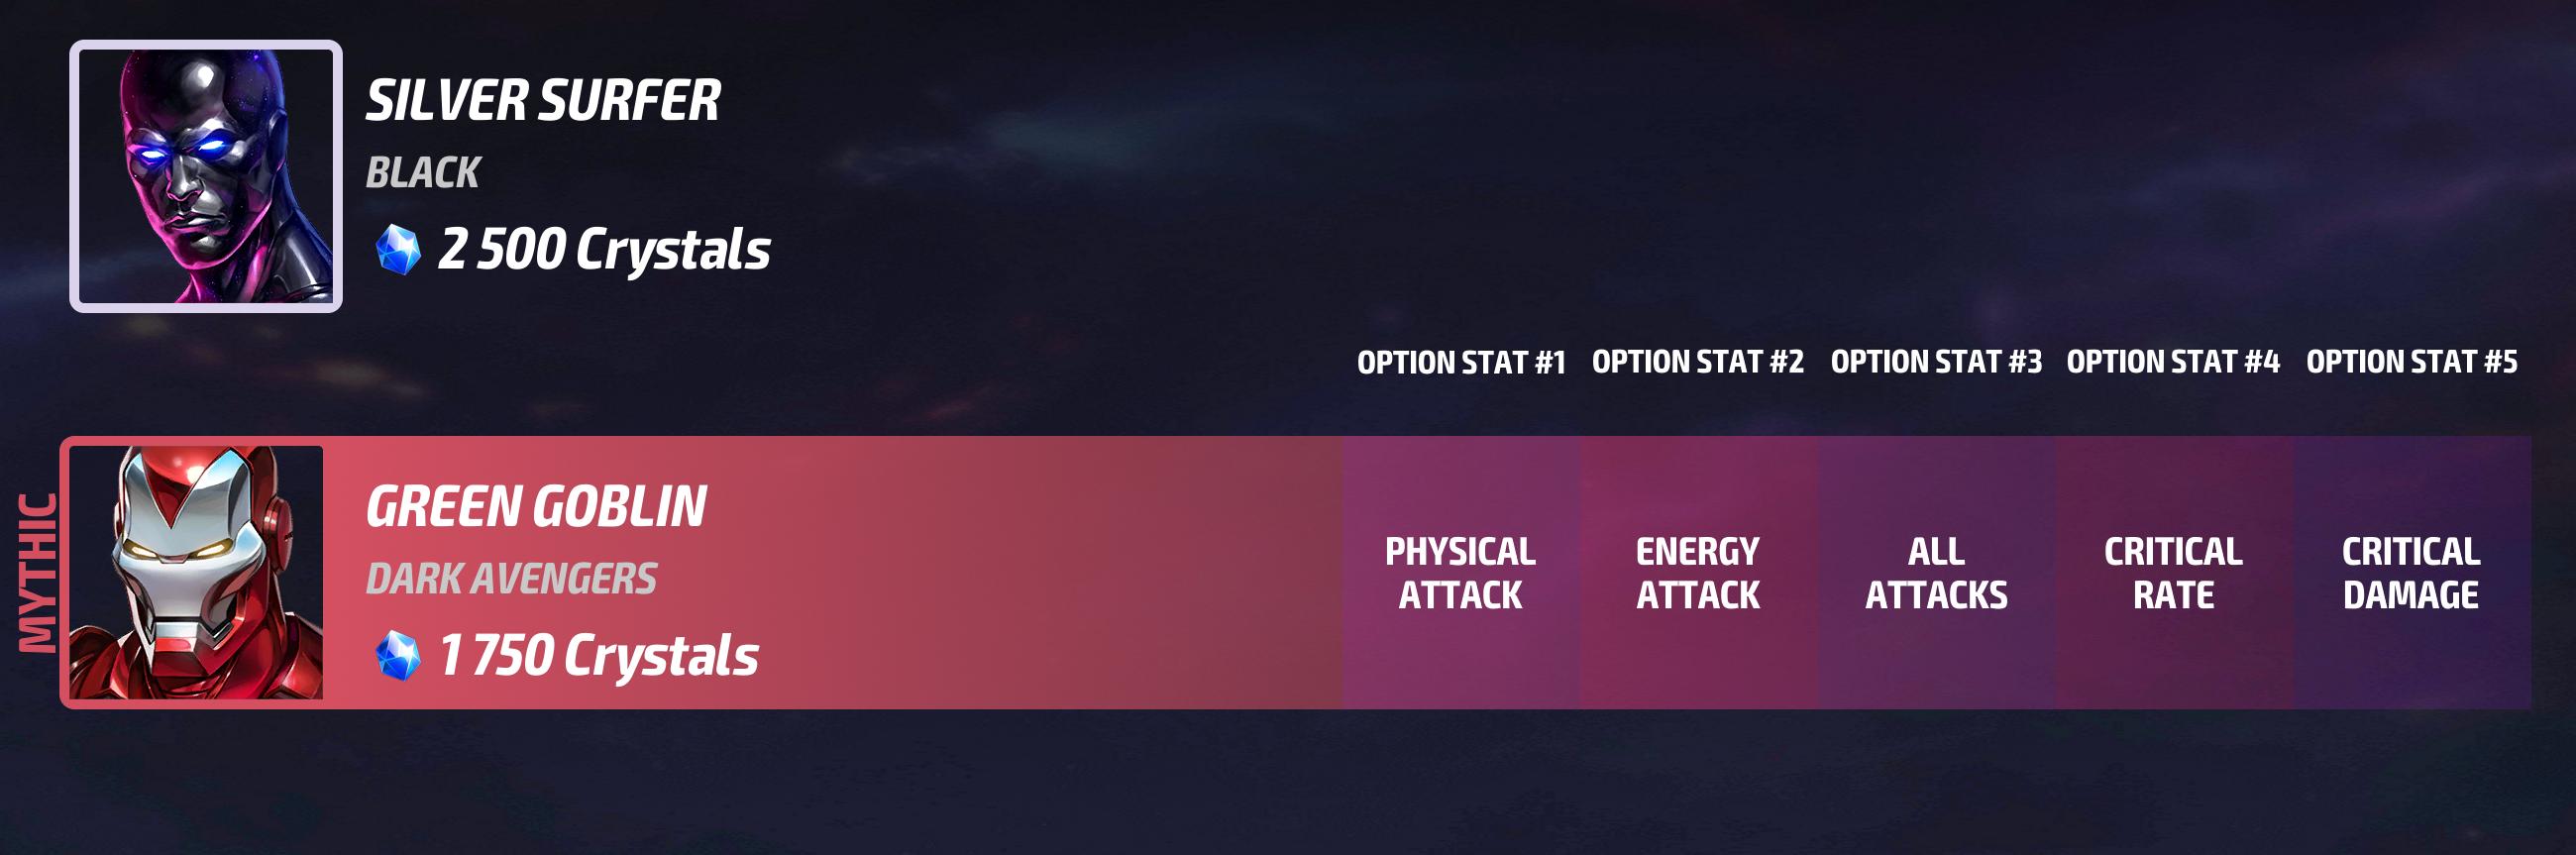 SILVER SURFER
BLACK
2 500 Crystals
OPTION STAT #1 OPTION STAT #2 OPTION STAT #3 OPTION STAT #4 OPTION STAT #5
MYTHIC
GREEN GOBLIN
DARK AVENGERS
1 750 Crystals
PHYSICAL
ATTACK
ENERGY
ATTACK
ALL
ATTACKS
CRITICAL
RATE
CRITICAL
DAMAGE